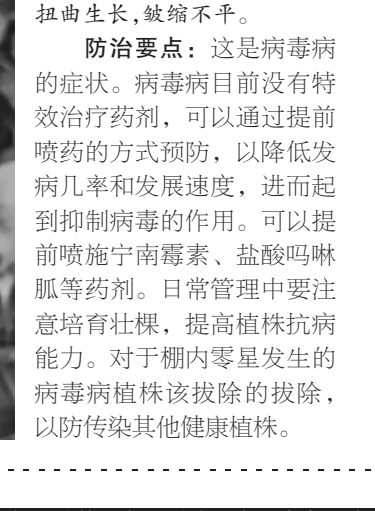 扭曲生长,皱缩不平。
防治要点：这是病毒病
的症状。病毒病目前没有特
效治疗药剂，可以通过提前
喷药的方式预防，以降低发
病几率和发展速度，进而起
到抑制病毒的作用。可以提
前喷施宁南霉素、盐酸吗啉
胍等药剂。日常管理中要注
意培育壮棵，提高植株抗病
能力。对于棚内零星发生的
病毒病植株该拔除的拔除，
以防传染其他健康植株。